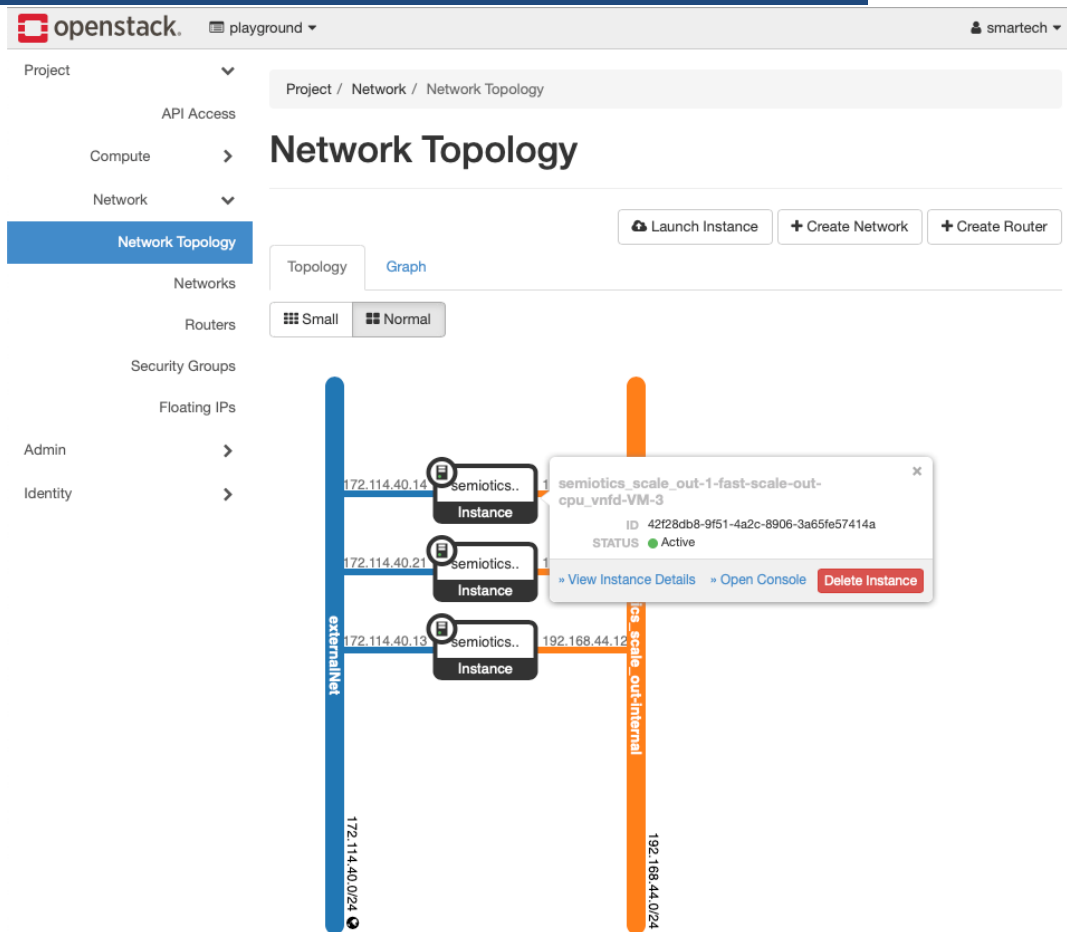 openstack. playground smartech
Project
API Access
Compute
Network
Network Topology
Networks
Routers
Security Groups
Floating IPs
Admin
Identity
Project / Network / Network Topology
Network Topology
Launch Instance + Create Network + Create Router
Topology Graph
Small Normal
172.114.40.14 semiotics.. 1
Instance
172.114.40.21 semiotics.. 1
Instance
172.114.40.13 semiotics.. 192.168.44.12
Instance
semiotics_scale_out-1-fast-scale-out-
cpu_vnfd-VM-3
ID 42f28db8-9f51-4a2c-8906-3a65fe57414a
STATUS Active
» View Instance Details » Open Console Delete Instance
externalNet
ics_scale_out-internal
172.114.40.0/24
192.168.44.0/24